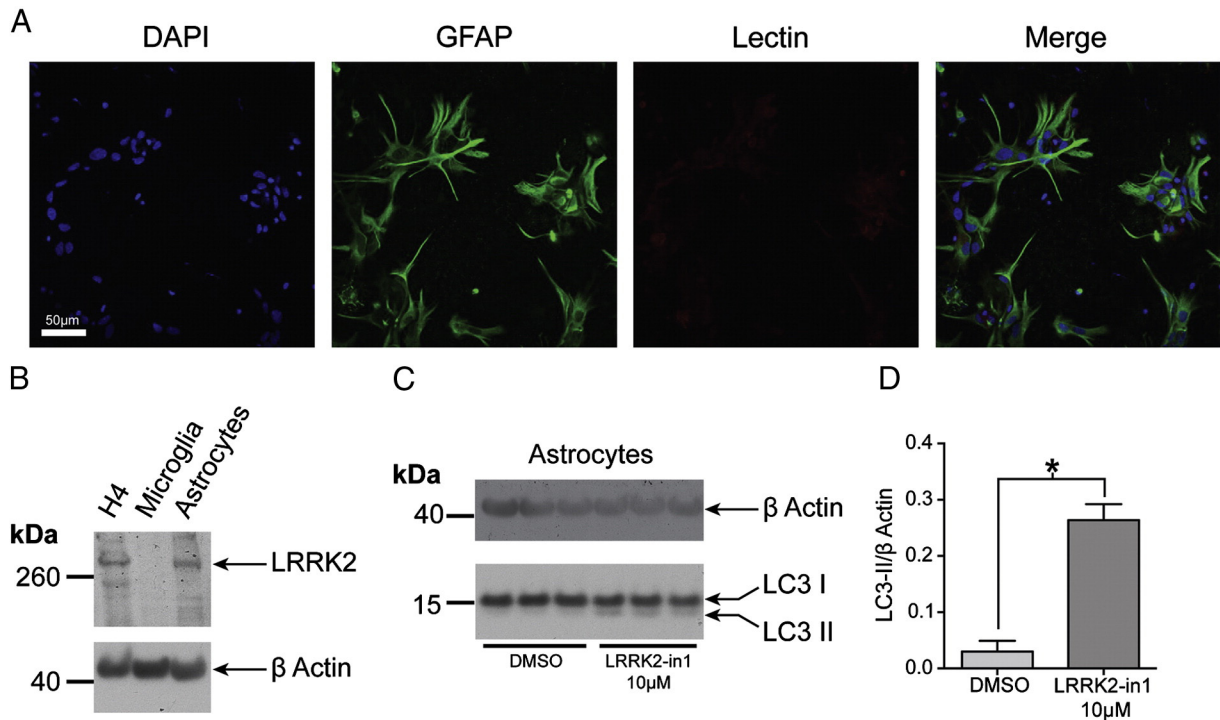 A
DAPI
GFAP
Lectin
Merge
50μm
B
H4
Microglia
Astrocytes
kDa
260
LRRK2
40
β Actin
C
Astrocytes
kDa
40
β Actin
15
LC3 I
LC3 II
DMSO
LRRK2-in1
10μM
D
LC3-II/β Actin
0.4
0.3
0.2
0.1
0.0
*
DMSO
LRRK2-in1
10μM